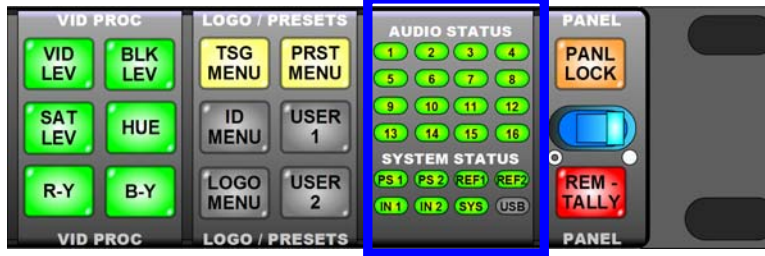 VID PROC
VID LEV
BLK LEV
SAT LEV
HUE
R-Y
B-Y
VID PROC
LOGO / PRESETS
TSG MENU
PRST MENU
ID MENU
USER 1
LOGO MENU
USER 2
LOGO / PRESETS
AUDIO STATUS
1 2 3 4
5 6 7 8
9 10 11 12
13 14 15 16
SYSTEM STATUS
PS 1 PS 2 REF1 REF2
IN 1 IN 2 SYS USB
PANEL
PANL LOCK
REM - TALLY
PANEL